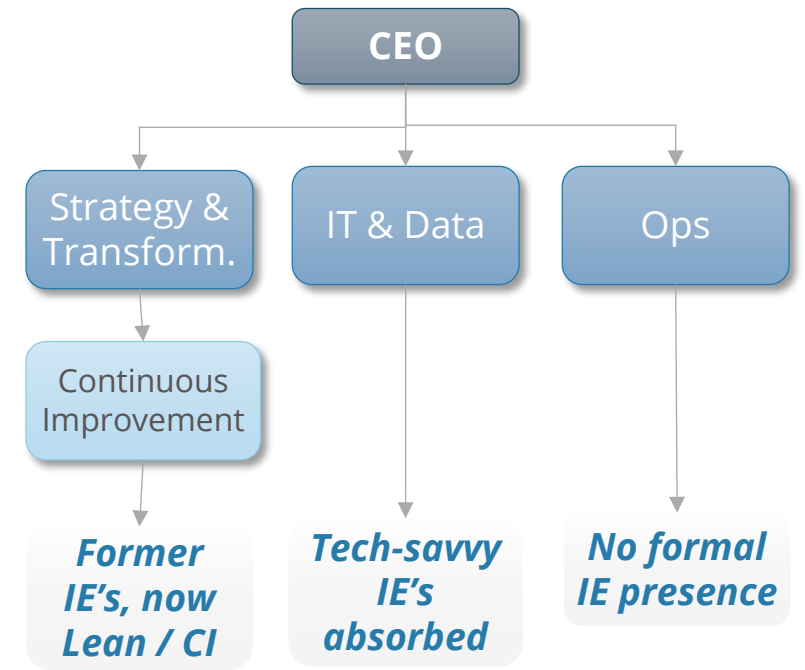 CEO
Strategy &
Transform.
IT & Data
Ops
Continuous
Improvement
Former
IE’s, now
Lean / CI
Tech-savvy
IE’s
absorbed
No formal
IE presence